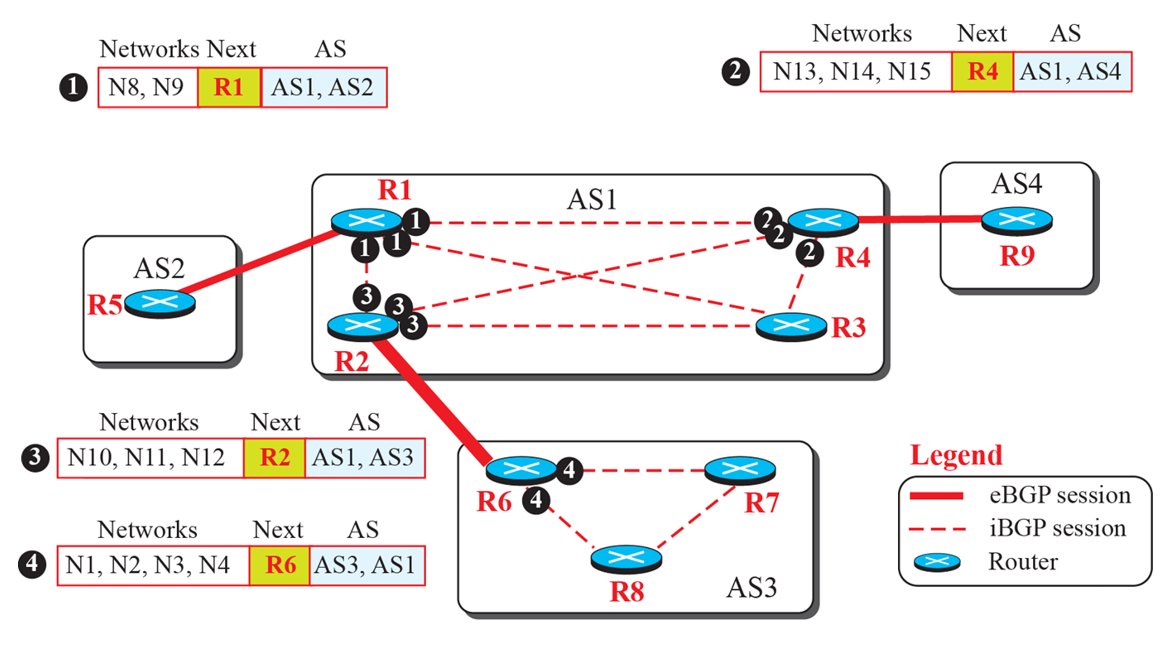 Networks Next AS
1 N8, N9 R1 AS1, AS2
Networks Next AS
2 N13, N14, N15 R4 AS1, AS4
R1 AS1
1 1 1
2 2 2
R4
AS4
R9
AS2
R5
3 3 3
R2
R3
Networks Next AS
3 N10, N11, N12 R2 AS1, AS3
Networks Next AS
4 N1, N2, N3, N4 R6 AS3, AS1
R6 4 4
R7
R8
AS3
Legend
eBGP session
iBGP session
Router